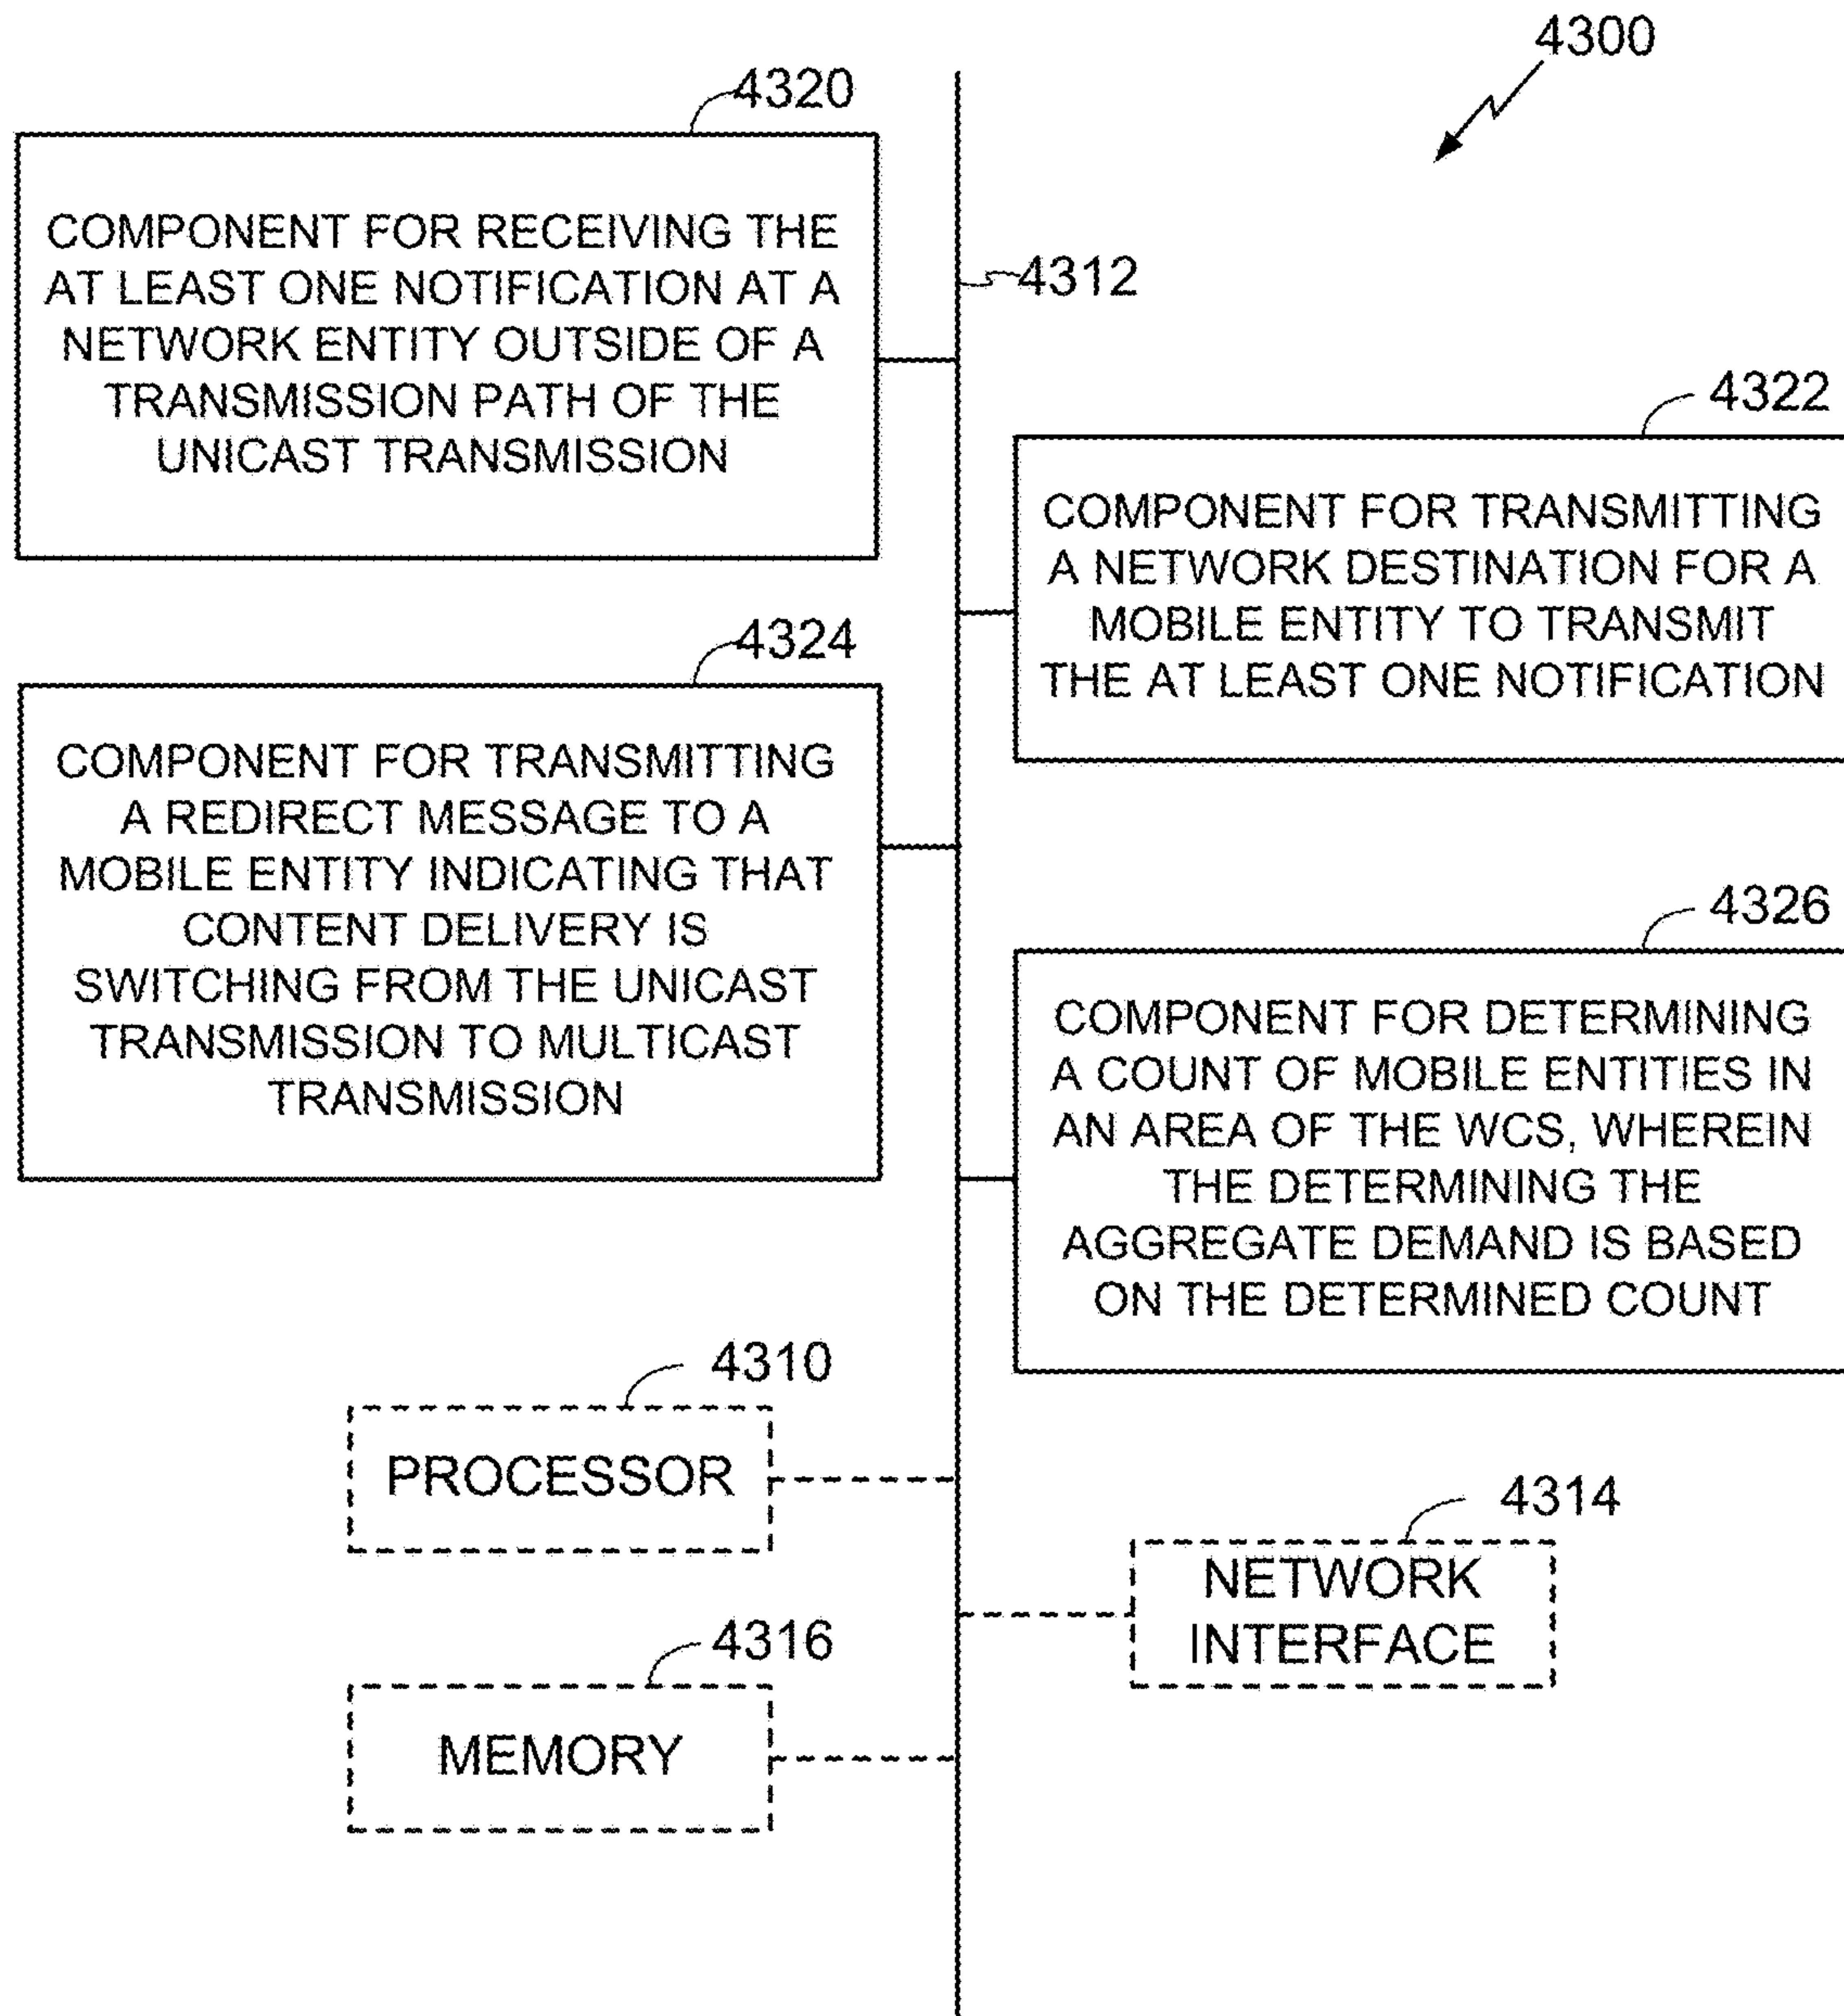 4300
4320
COMPONENT FOR RECEIVING THE
AT LEAST ONE NOTIFICATION AT A
NETWORK ENTITY OUTSIDE OF A
TRANSMISSION PATH OF THE
UNICAST TRANSMISSION
4312
4322
COMPONENT FOR TRANSMITTING
A NETWORK DESTINATION FOR A
MOBILE ENTITY TO TRANSMIT
THE AT LEAST ONE NOTIFICATION
4324
COMPONENT FOR TRANSMITTING
A REDIRECT MESSAGE TO A
MOBILE ENTITY INDICATING THAT
CONTENT DELIVERY IS
SWITCHING FROM THE UNICAST
TRANSMISSION TO MULTICAST
TRANSMISSION
4326
COMPONENT FOR DETERMINING
A COUNT OF MOBILE ENTITIES IN
AN AREA OF THE WCS, WHEREIN
THE DETERMINING THE
AGGREGATE DEMAND IS BASED
ON THE DETERMINED COUNT
4310
PROCESSOR
4314
NETWORK
INTERFACE
4316
MEMORY